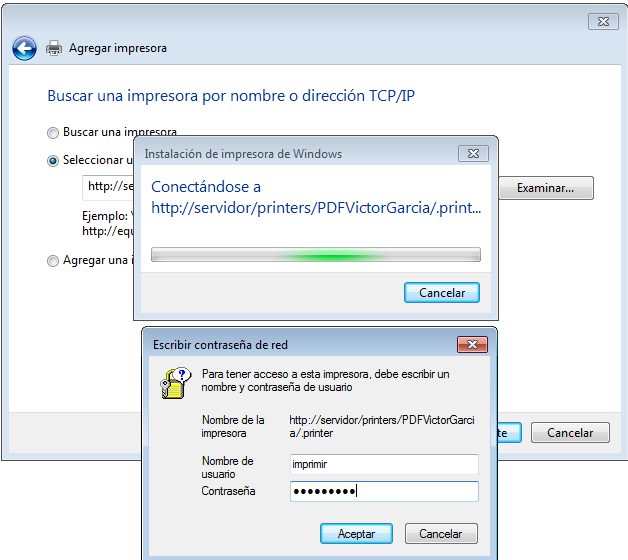 Agregar impresora
Buscar una impresora por nombre o dirección TCP/IP
Buscar una impresora
Seleccionar u
http://se
Examinar...
Ejemplo: \
http://equ
Agregar una i
Instalación de impresora de Windows
Conectándose a
http://servidor/printers/PDFVictorGarcia/.print...
Cancelar
Escribir contraseña de red
Para tener acceso a esta impresora, debe escribir un
nombre y contraseña de usuario
Nombre de la
impresora
http://servidor/printers/PDFVictorGarci
a/.printer
Nombre de
usuario
imprimir
Contraseña
●●●●●●●●●
Aceptar
Cancelar
te
Cancelar